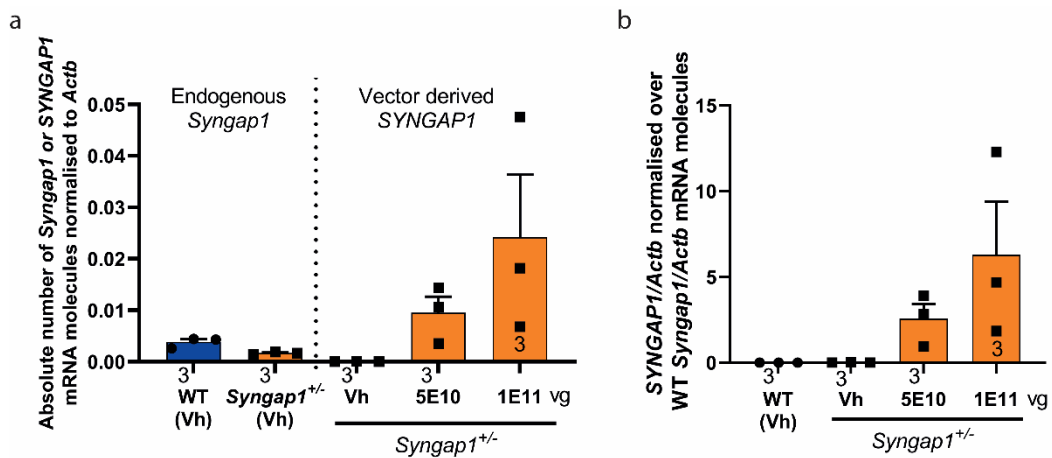 a
Absolute number of Syngap1 or SYNGAP1
mRNA molecules normalised to Actb
0.05
0.04
0.03
0.02
0.01
0.00
Endogenous
Syngap1
Vector derived
SYNGAP1
3
3
3
3
3
WT
(Vh)
Syngap1+/-
(Vh)
Vh
5E10
1E11
vg
Syngap1+/-
b
SYNGAP1/Actb normalised over
WT Syngap1/Actb mRNA molecules
15
10
5
0
3
3
3
3
WT
(Vh)
Vh
5E10
1E11
vg
Syngap1+/-